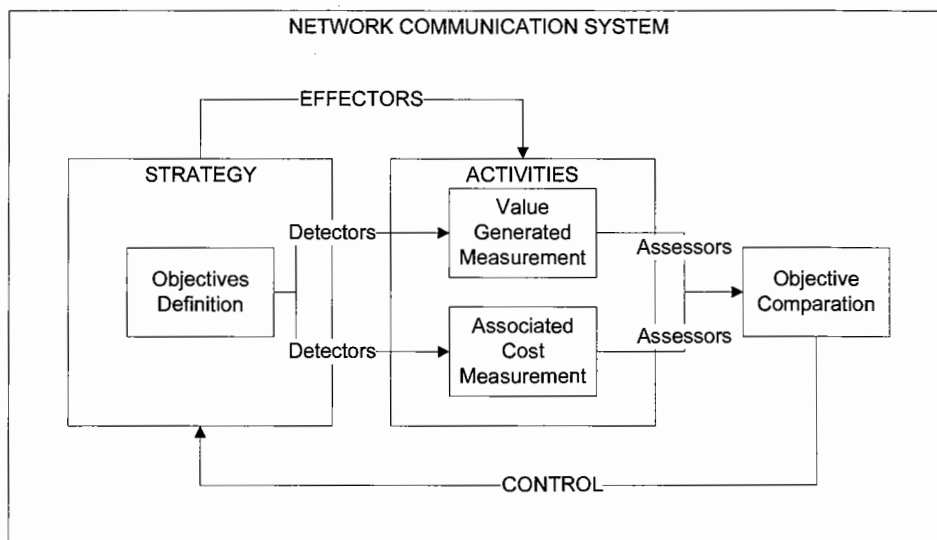 NETWORK COMMUNICATION SYSTEM
EFFECTORS
STRATEGY
ACTIVITIES
Objectives
Definition
Detectors
Detectors
Value
Generated
Measurement
Associated
Cost
Measurement
Assessors
Assessors
Objective
Comparation
CONTROL